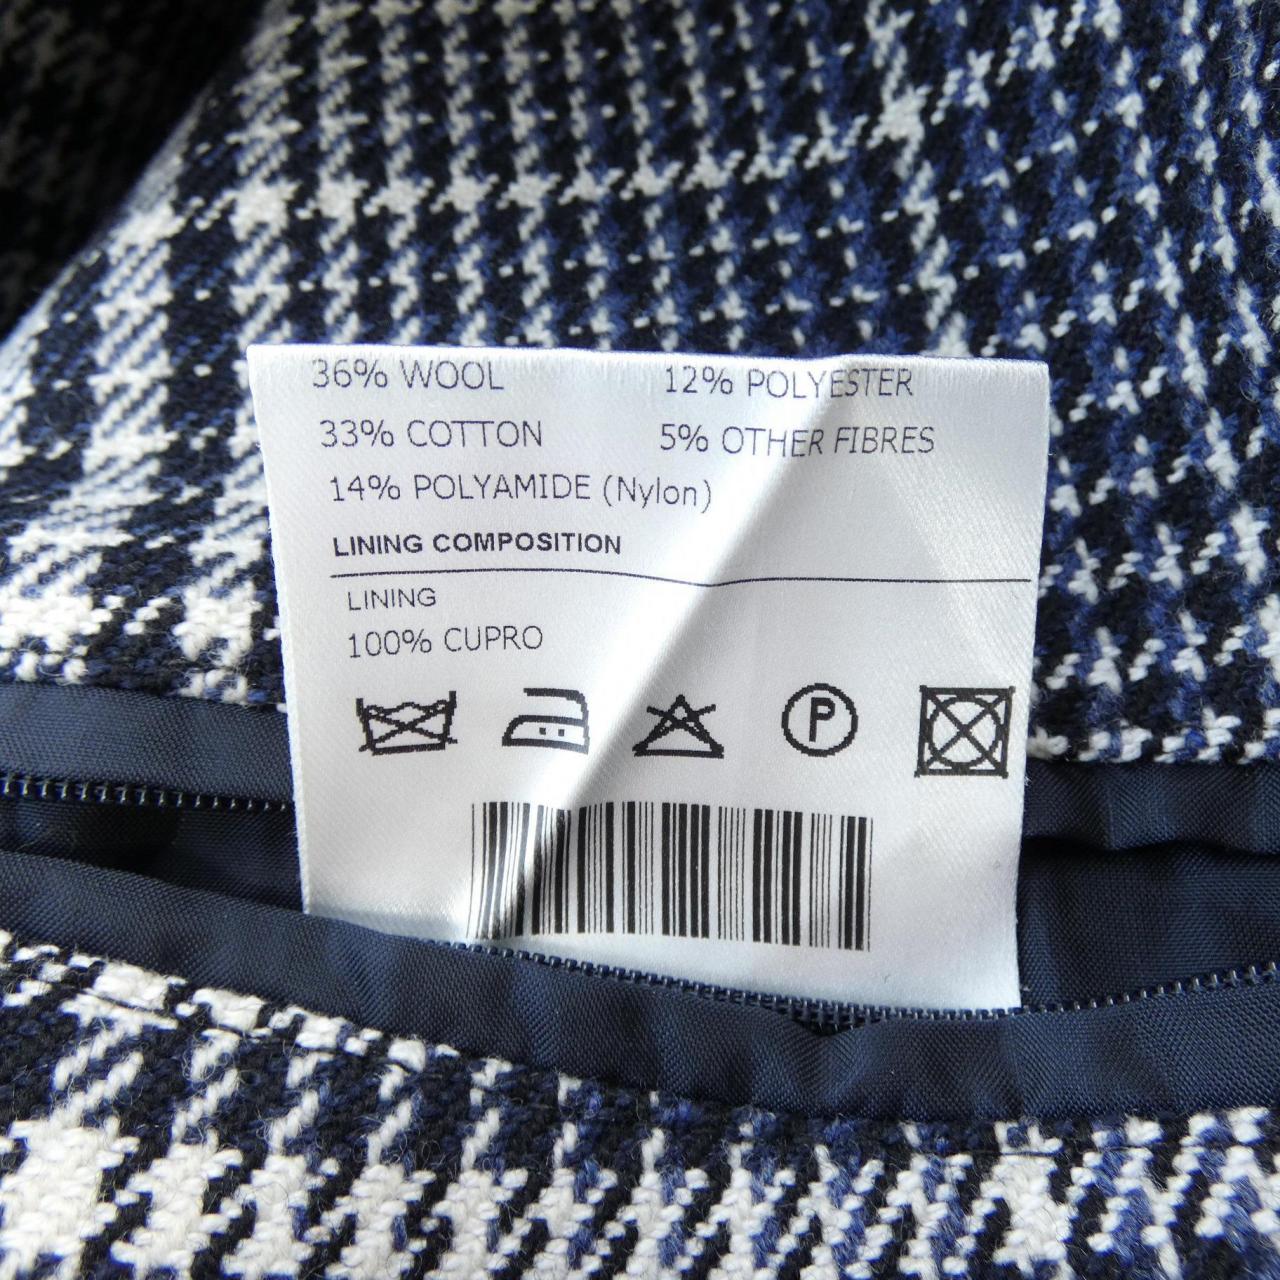 36% WOOL 12% POLYESTER
33% COTTON 5% OTHER FIBRES
14% POLYAMIDE (Nylon)
LINING COMPOSITION
LINING
100% CUPRO
P